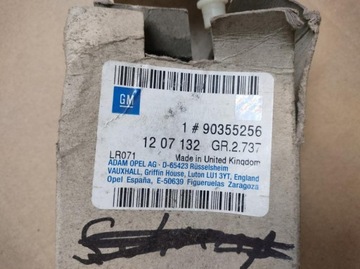 GM
1 # 90355256
12 07 132 GR.2.737
LR071 Made in United Kingdom
ADAM OPEL AG - D-65423 Rüsselsheim
VAUXHALL, Griffin House, Luton LU1 3YT, England
Opel España, E-50639 Figueruelas Zaragoza